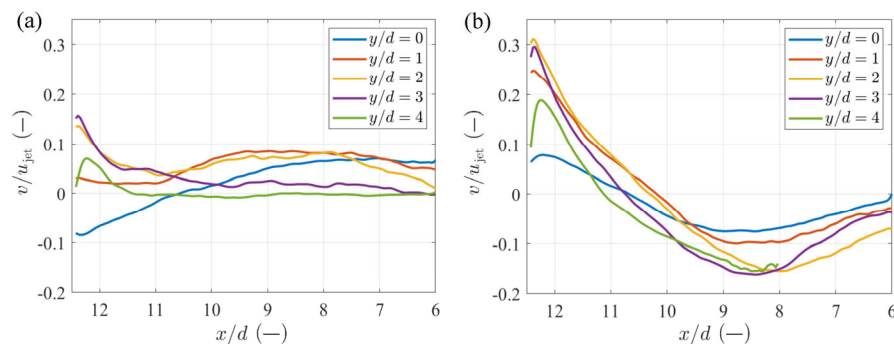 (a)
0.3
0.2
0.1
0
-0.1
-0.2
v/u_jet (—)
12 11 10 9 8 7 6
x/d (—)
y/d = 0
y/d = 1
y/d = 2
y/d = 3
y/d = 4
(b)
0.3
0.2
0.1
0
-0.1
-0.2
v/u_jet (—)
12 11 10 9 8 7 6
x/d (—)
y/d = 0
y/d = 1
y/d = 2
y/d = 3
y/d = 4